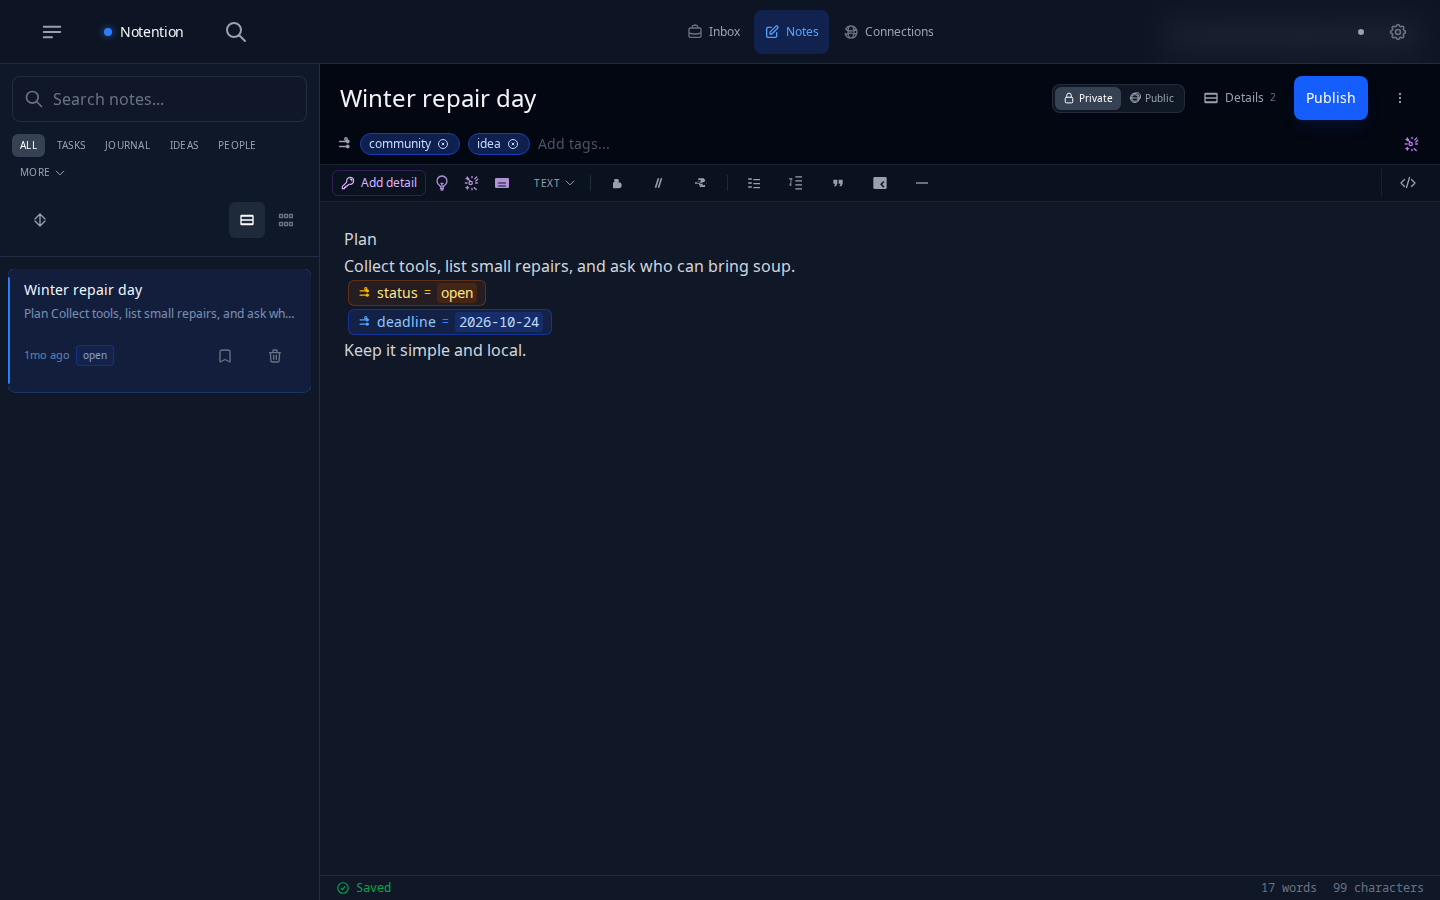 Notention
Inbox
Notes
Connections
Search notes...
ALL
TASKS
JOURNAL
IDEAS
PEOPLE
MORE
Winter repair day
Plan Collect tools, list small repairs, and ask wh...
1mo ago
open
Winter repair day
Private
Public
Details 2
Publish
community
idea
Add tags...
Add detail
TEXT
Plan
Collect tools, list small repairs, and ask who can bring soup.
status = open
deadline = 2026-10-24
Keep it simple and local.
Saved
17 words
99 characters